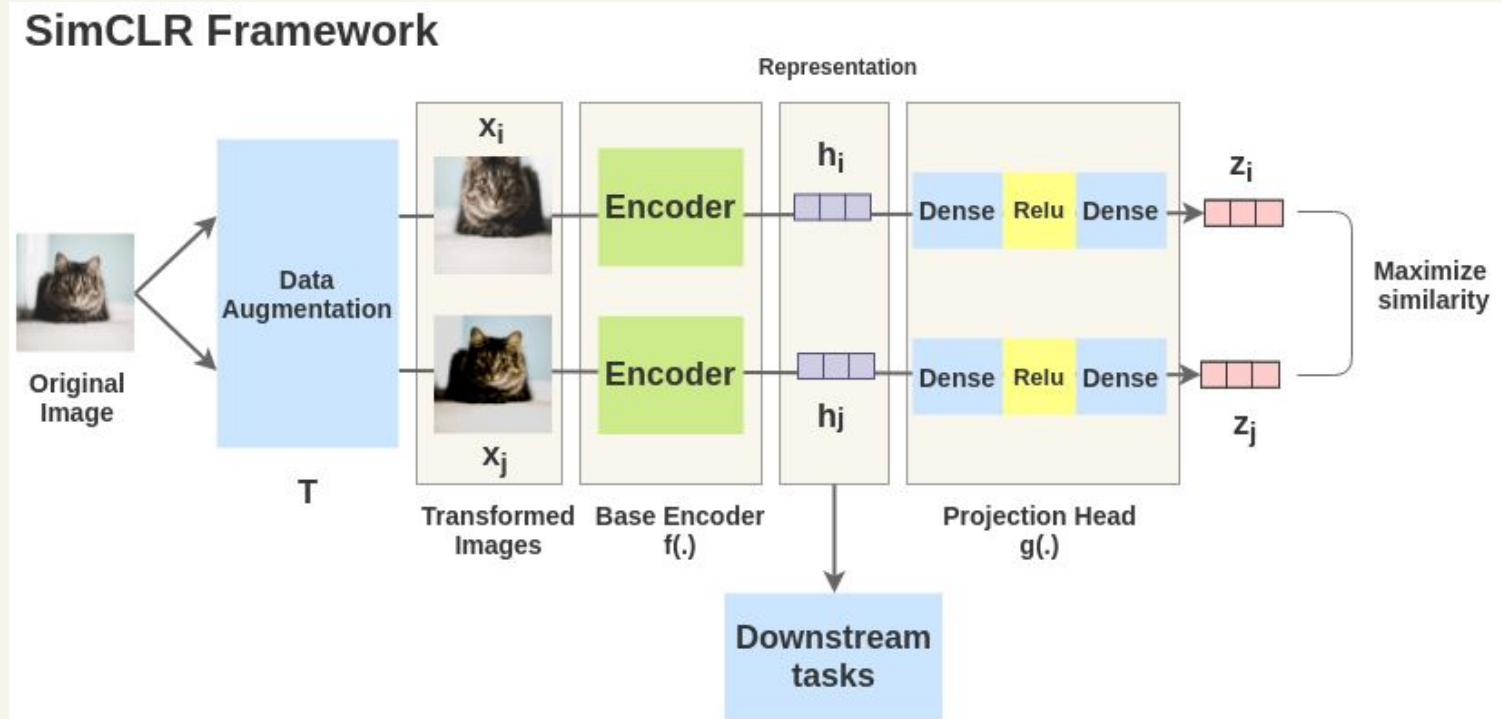 SimCLR Framework
Representation
xi
hi
zi
Encoder
Dense Relu Dense
Data
Augmentation
Maximize
similarity
Original
Image
Encoder
Dense Relu Dense
hj
zj
xj
T
Transformed
Images
Base Encoder
f(.)
Projection Head
g(.)
Downstream
tasks